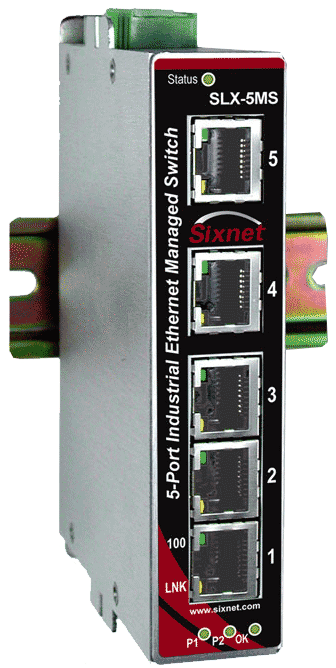 Status
SLX-5MS
5
Sixnet
5-Port Industrial Ethernet Managed Switch
4
3
2
100
1
LNK
www.sixnet.com
P1 P2 OK